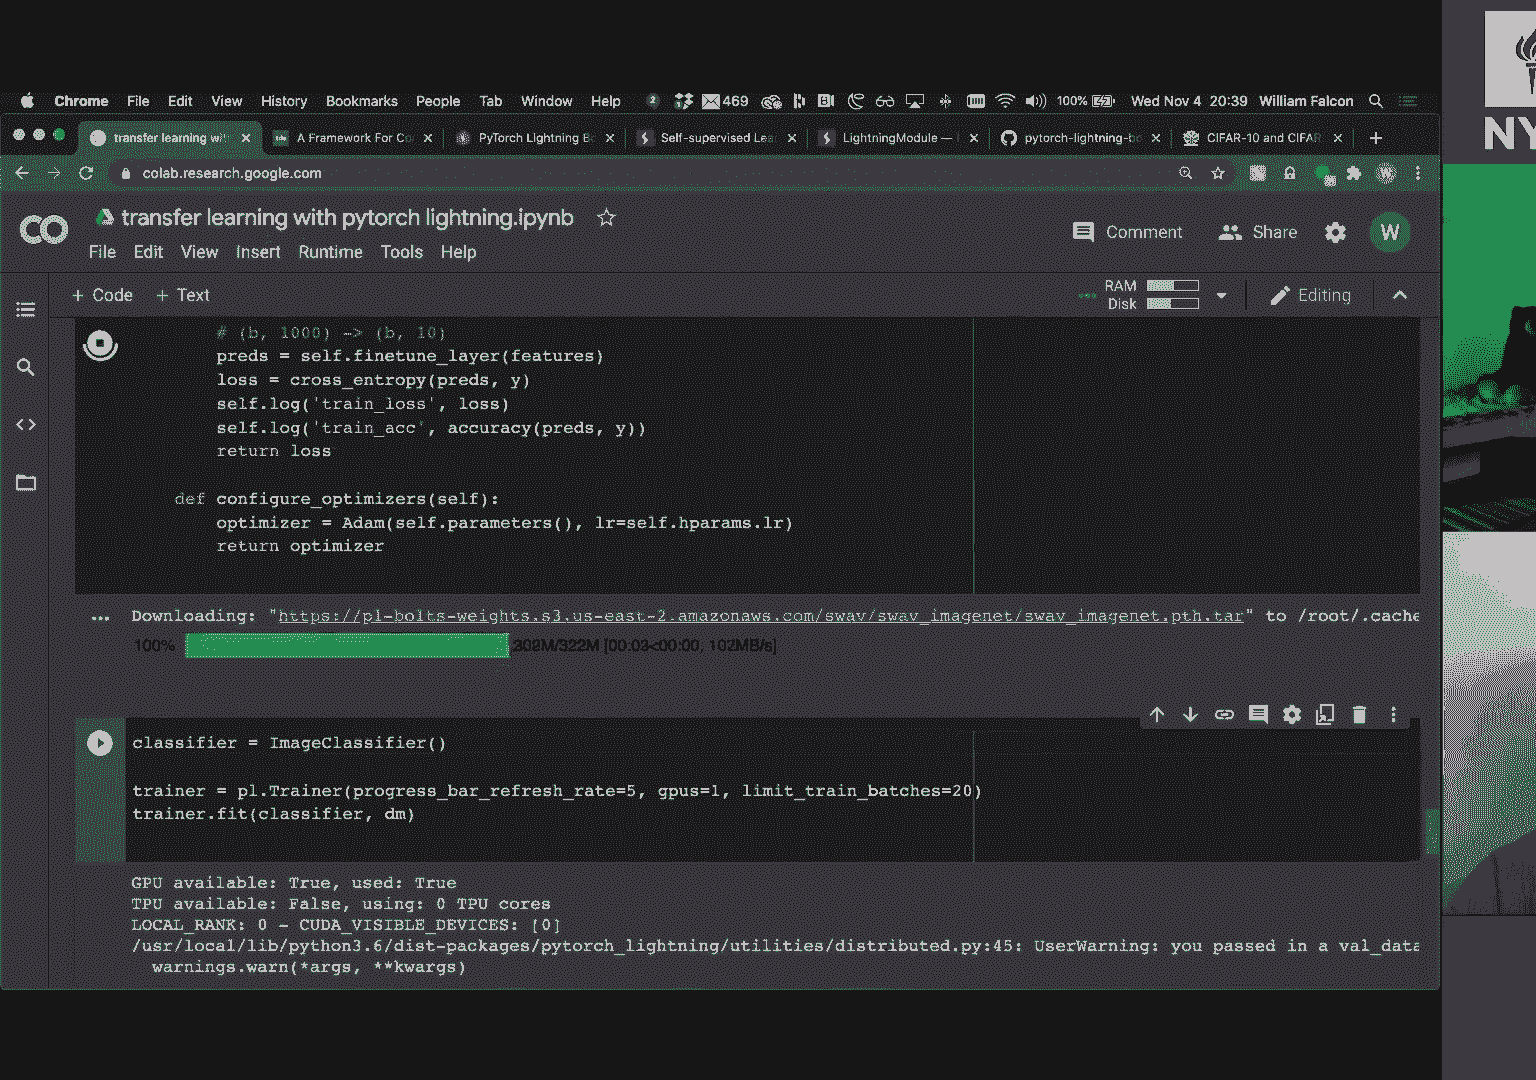 Chrome File Edit View History Bookmarks People Tab Window Help 2 469 100% Wed Nov 4 20:39 William Falcon
transfer learning wi A Framework For Co PyTorch Lightning B Self-supervised Lea LightningModule — pytorch-lightning-bo CIFAR-10 and CIFAR
colab.research.google.com
CO transfer learning with pytorch lightning.ipynb
File Edit View Insert Runtime Tools Help
Comment Share W
+ Code + Text
RAM
Disk
Editing
# (b, 1000) -> (b, 10)
preds = self.finetune_layer(features)
loss = cross_entropy(preds, y)
self.log('train_loss', loss)
self.log('train_acc', accuracy(preds, y))
return loss
def configure_optimizers(self):
optimizer = Adam(self.parameters(), lr=self.hparams.lr)
return optimizer
Downloading: "https://pl-bolts-weights.s3.us-east-2.amazonaws.com/swav/swav_imagenet/swav_imagenet.pth.tar" to /root/.cache
100% [00:03<00:00, 102MB/s]
classifier = ImageClassifier()
trainer = pl.Trainer(progress_bar_refresh_rate=5, gpus=1, limit_train_batches=20)
trainer.fit(classifier, dm)
GPU available: True, used: True
TPU available: False, using: 0 TPU cores
LOCAL_RANK: 0 - CUDA_VISIBLE_DEVICES: [0]
/usr/local/lib/python3.6/dist-packages/pytorch_lightning/utilities/distributed.py:45: UserWarning: you passed in a val_data
warnings.warn(*args, **kwargs)
NY